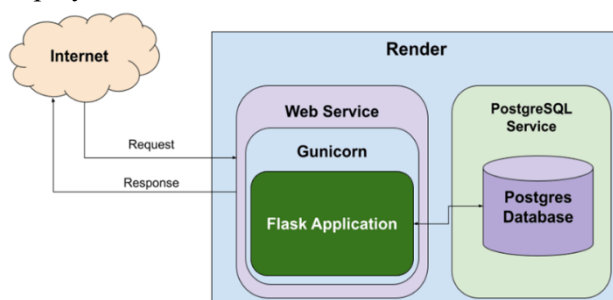 Internet
Render
Web Service
PostgreSQL
Service
Gunicorn
Request
Response
Flask Application
Postgres
Database